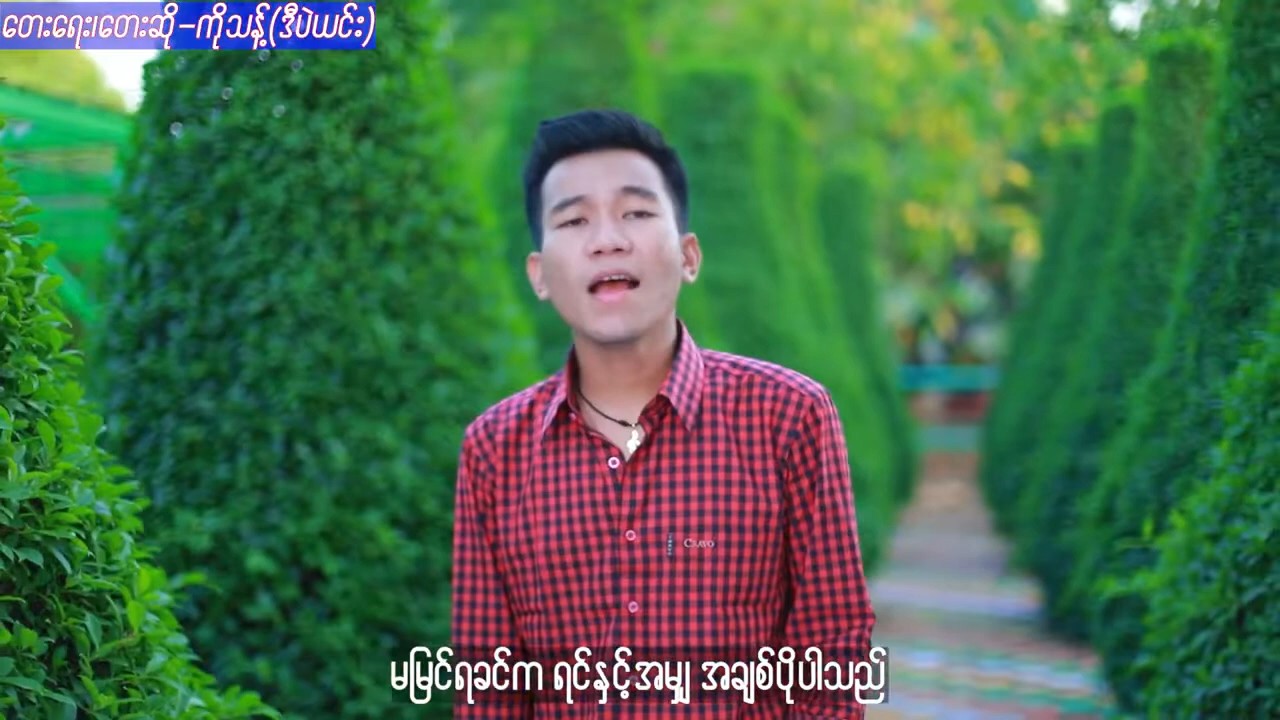 တေးရေး၊တေးဆို-ကိုသန့်(ဒီပဲယင်း)
CRAYO
မမြင်ရခင်က ရင်နှင့်အမျှ အချစ်ပိုပါသည်